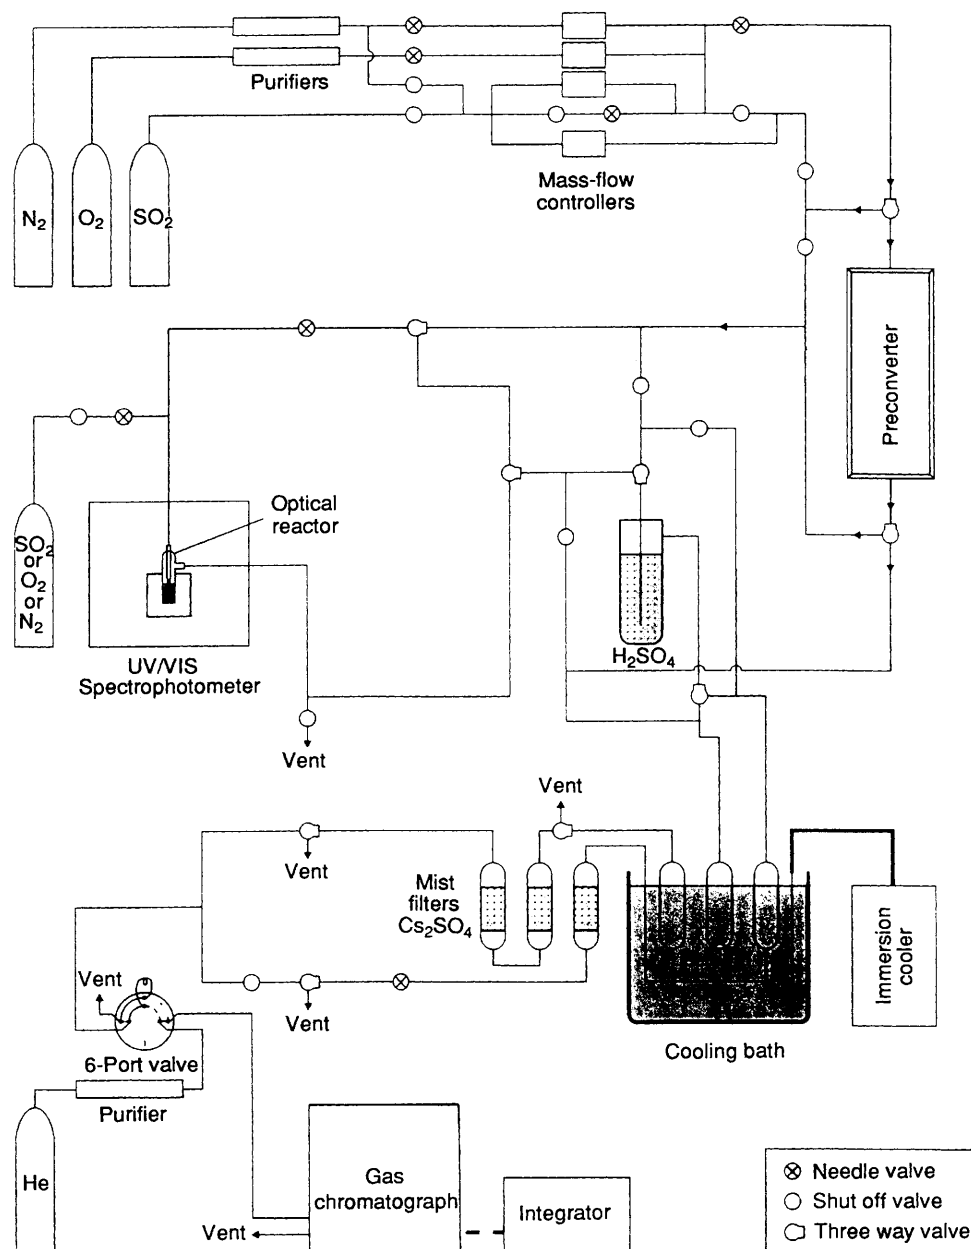 Purifiers
N₂
O₂
SO₂
Mass-flow
controllers
Preconverter
SO₂
or
O₂
or
N₂
Optical
reactor
UV/VIS
Spectrophotometer
H₂SO₄
Vent
Vent
Vent
Mist
filters
Cs₂SO₄
Immersion
cooler
Vent
Vent
Cooling bath
6-Port valve
Purifier
He
Gas
chromatograph
Vent
Integrator
Needle valve
Shut off valve
Three way valve